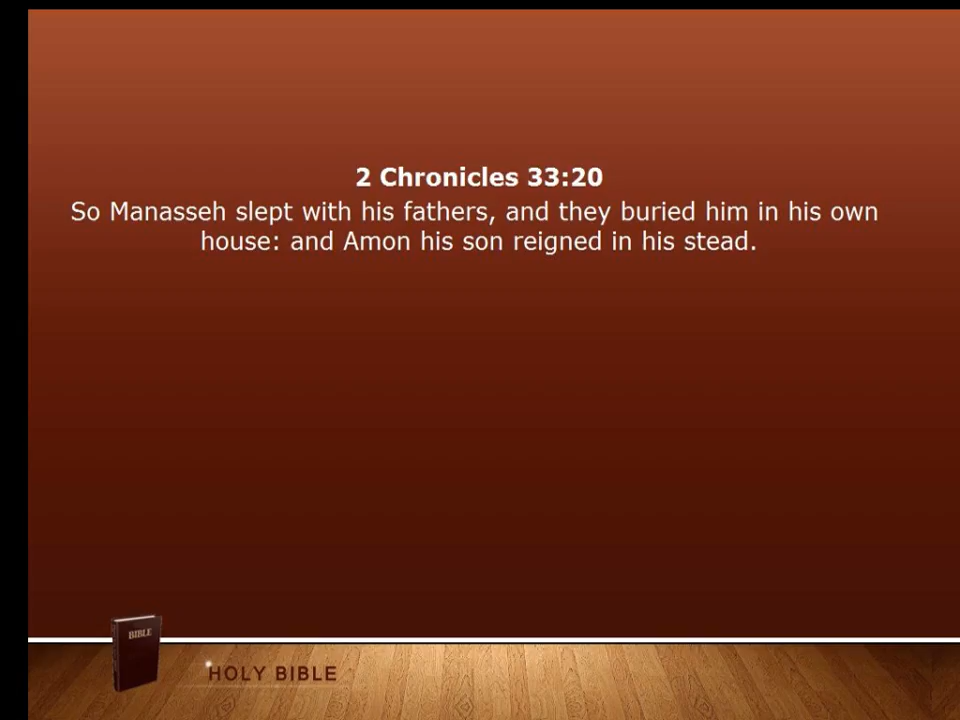 2 Chronicles 33:20
So Manasseh slept with his fathers, and they buried him in his own
house: and Amon his son reigned in his stead.
BIBLE
HOLY BIBLE